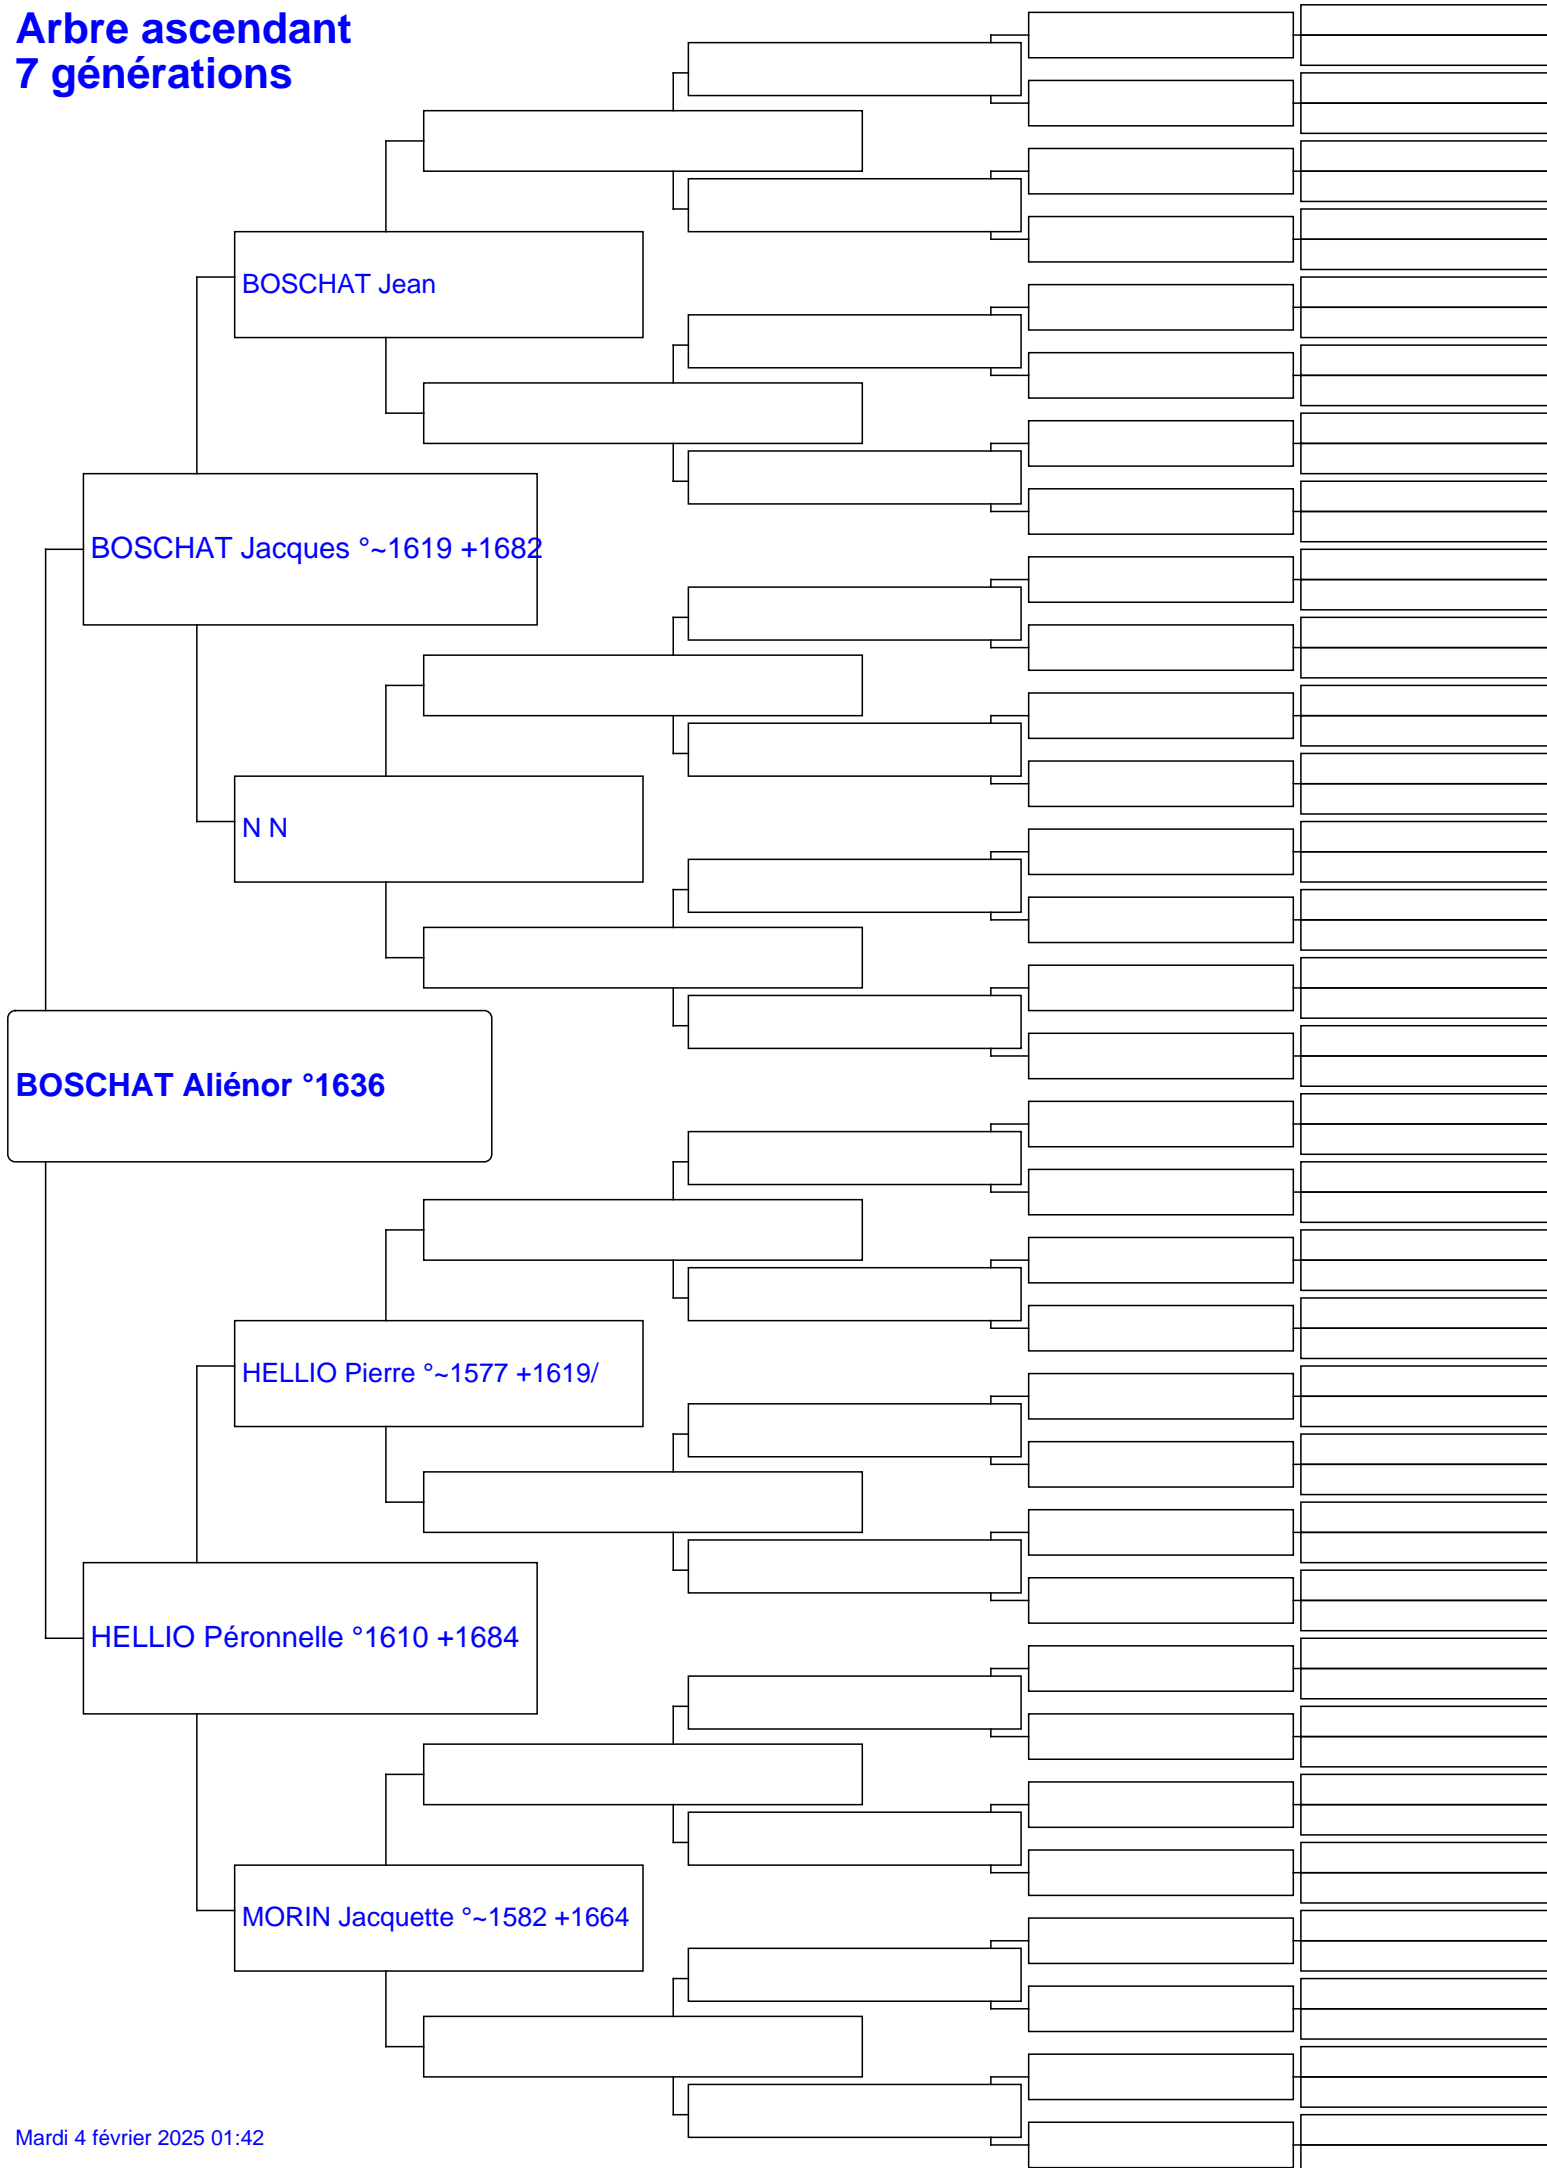 Arbre ascendant
7 générations
BOSCHAT Jean
BOSCHAT Jacques °~1619 +1682
N N
BOSCHAT Aliénor °1636
HELLIO Pierre °~1577 +1619/
HELLIO Péronnelle °1610 +1684
MORIN Jacquette °~1582 +1664
Mardi 4 février 2025 01:42